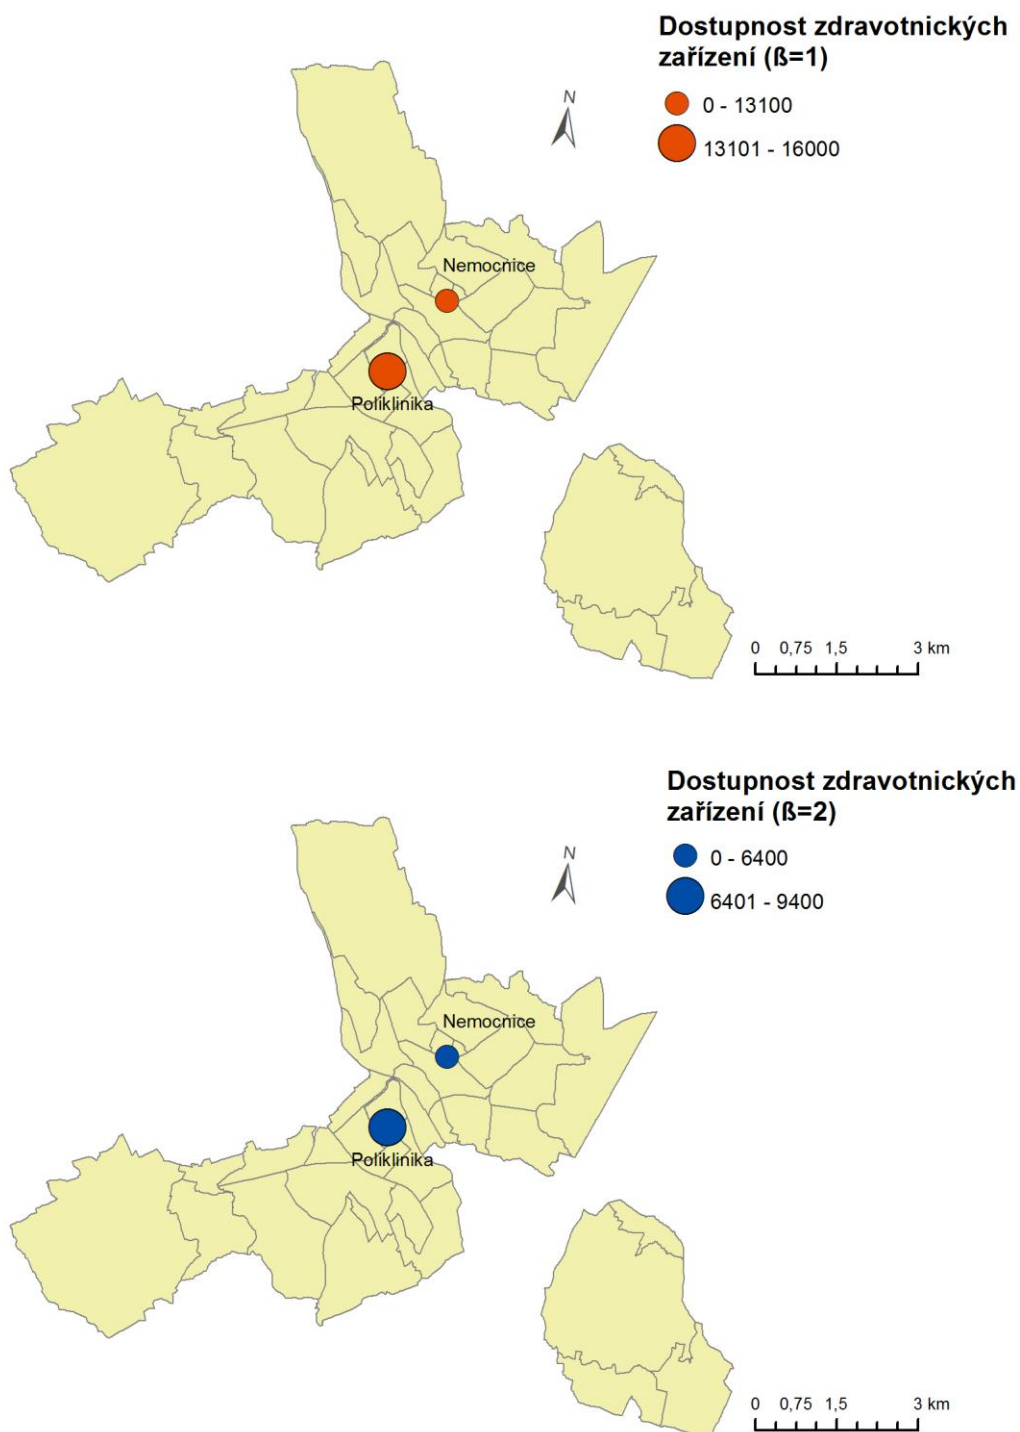 Dostupnost zdravotnických
zařízení (ß=1)
0 - 13100
13101 - 16000
N
Nemocnice
Poliklinika
0 0,75 1,5 3 km
Dostupnost zdravotnických
zařízení (ß=2)
0 - 6400
6401 - 9400
N
Nemocnice
Poliklinika
0 0,75 1,5 3 km